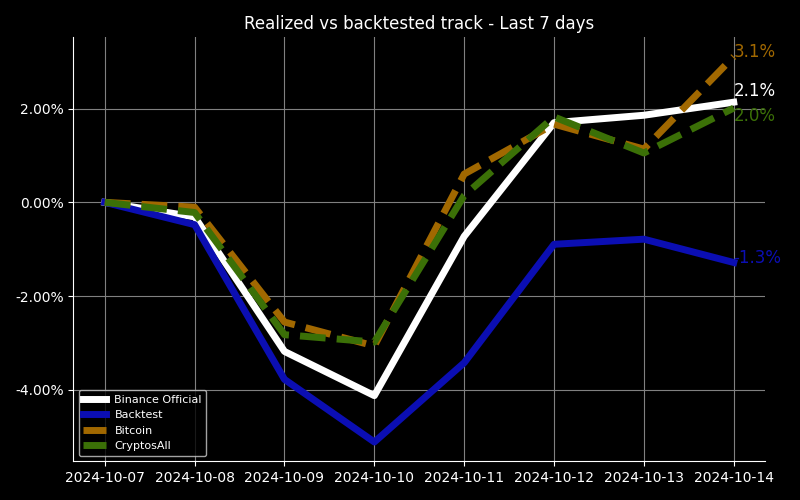 Realized vs backtested track - Last 7 days
3.1%
2.1%
2.0%
-1.3%
2.00%
0.00%
-2.00%
-4.00%
Binance Official
Backtest
Bitcoin
CryptosAll
2024-10-07 2024-10-08 2024-10-09 2024-10-10 2024-10-11 2024-10-12 2024-10-13 2024-10-14